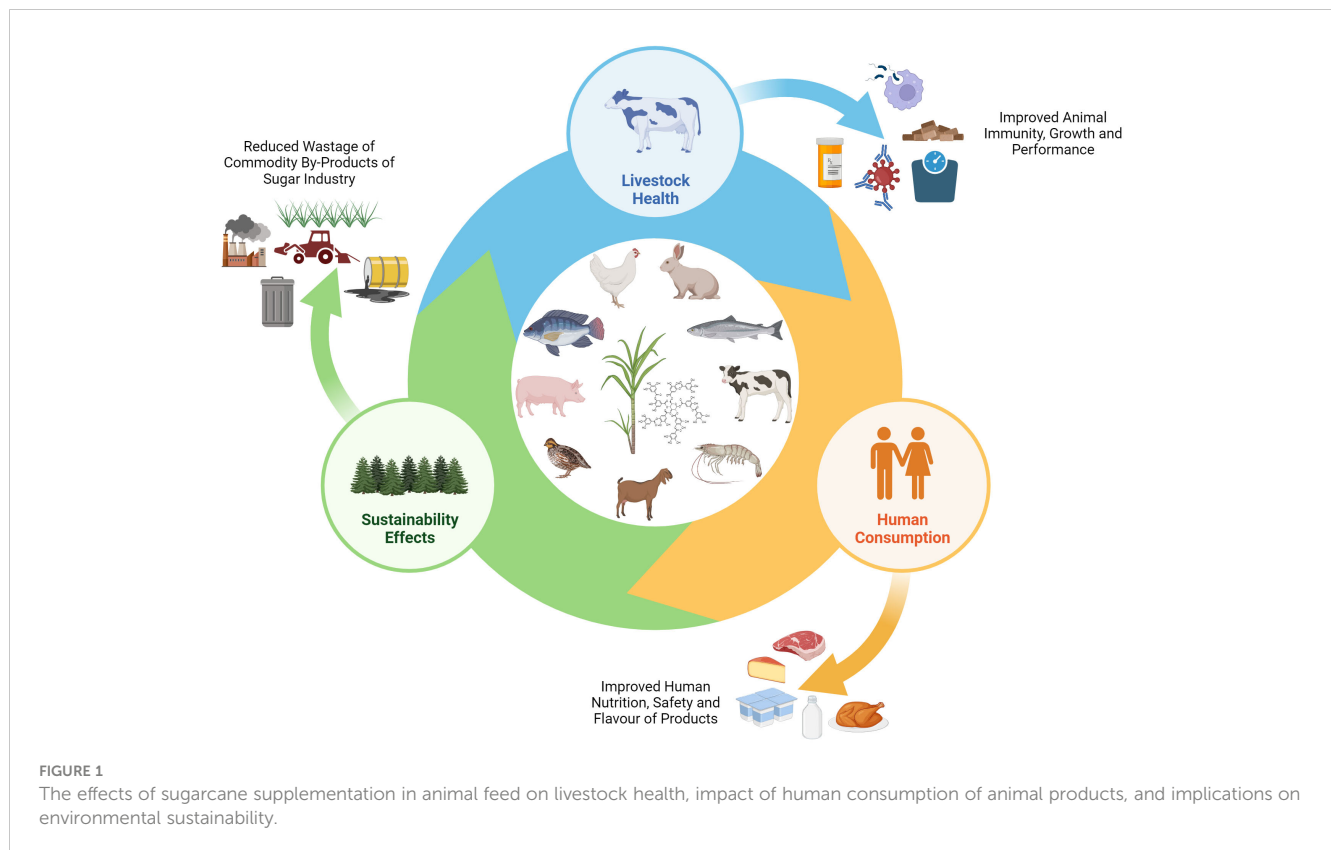 Livestock
Health
Improved Animal
Immunity, Growth and
Performance
Reduced Wastage of
Commodity By-Products of
Sugar Industry
Sustainability
Effects
Human
Consumption
Improved Human
Nutrition, Safety and
Flavour of Products
FIGURE 1
The effects of sugarcane supplementation in animal feed on livestock health, impact of human consumption of animal products, and implications on
environmental sustainability.